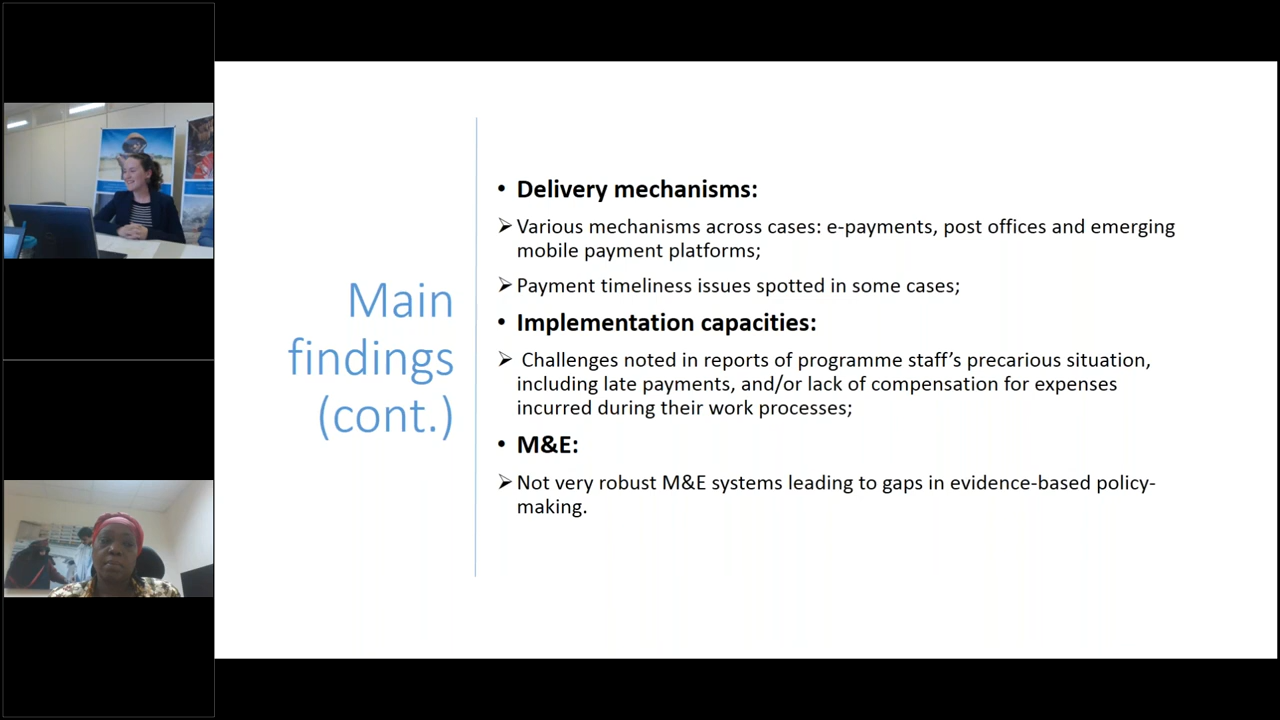 Main
findings
(cont.)
• Delivery mechanisms:
➢ Various mechanisms across cases: e-payments, post offices and emerging
mobile payment platforms;
➢ Payment timeliness issues spotted in some cases;
• Implementation capacities:
➢ Challenges noted in reports of programme staff’s precarious situation,
including late payments, and/or lack of compensation for expenses
incurred during their work processes;
• M&E:
➢ Not very robust M&E systems leading to gaps in evidence-based policy-
making.